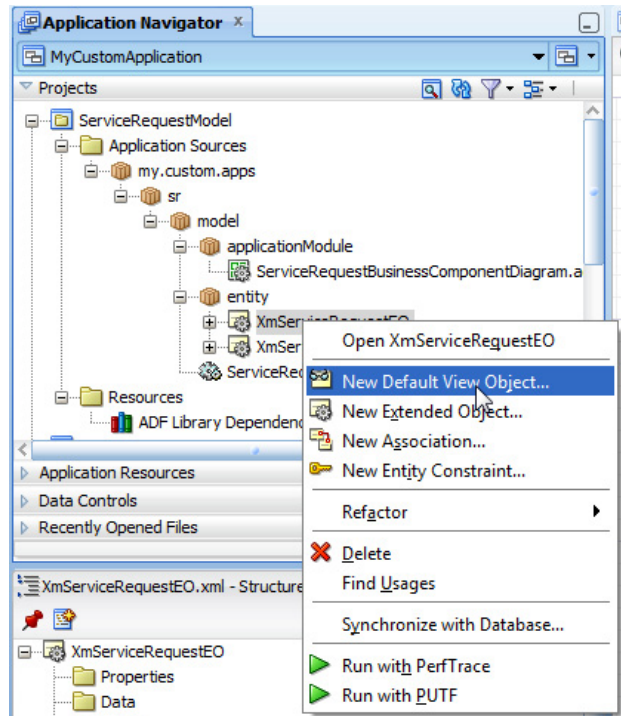 Application Navigator
MyCustomApplication
Projects
ServiceRequestModel
Application Sources
my.custom.apps
sr
model
applicationModule
ServiceRequestBusinessComponentDiagram.a
entity
XmServiceRequestEO
XmSer
ServiceRec
Resources
ADF Library Dependenc
Application Resources
Data Controls
Recently Opened Files
Open XmServiceRequestEO
New Default View Object...
New Extended Object...
New Association...
New Entity Constraint...
Refactor
Delete
Find Usages
Synchronize with Database...
Run with PerfTrace
Run with PUTF
XmServiceRequestEO.xml - Structure
XmServiceRequestEO
Properties
Data